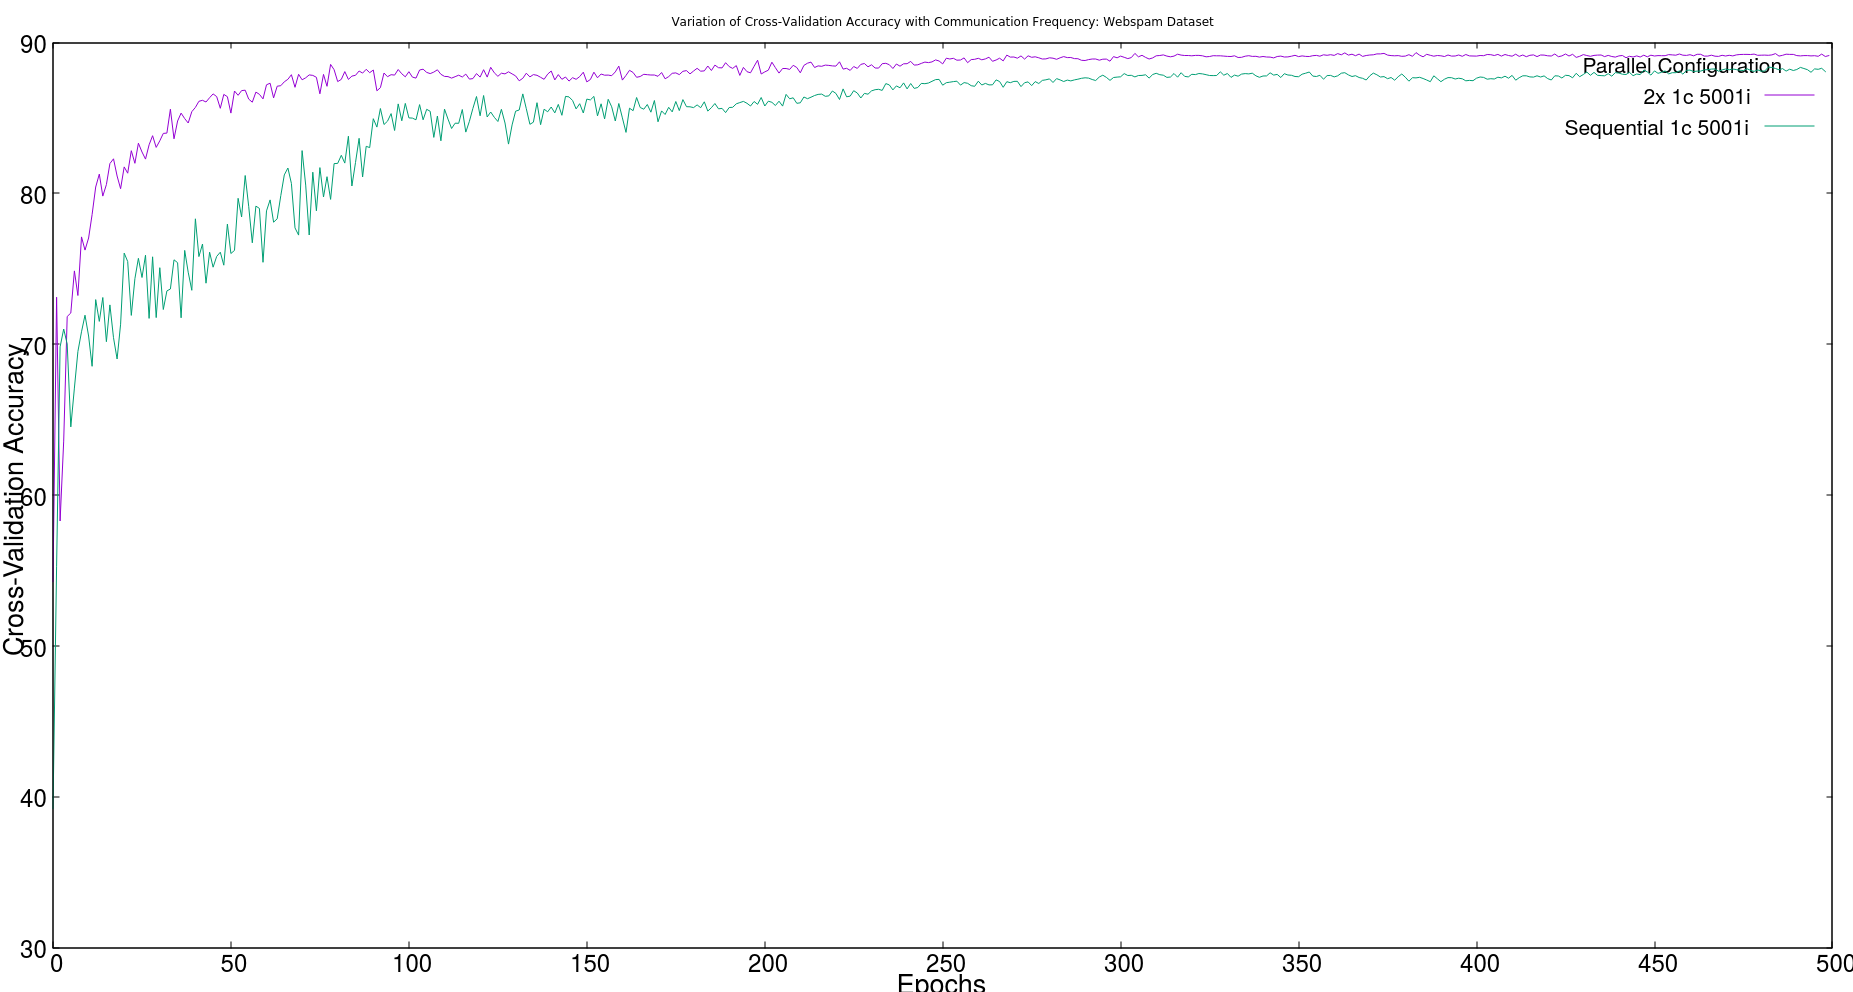 Variation of Cross-Validation Accuracy with Communication Frequency: Webspam Dataset
90
80
70
60
50
40
30
Cross-Validation Accuracy
Parallel Configuration
2x 1c 5001i
Sequential 1c 5001i
0 50 100 150 200 250 300 350 400 450 500
Epochs